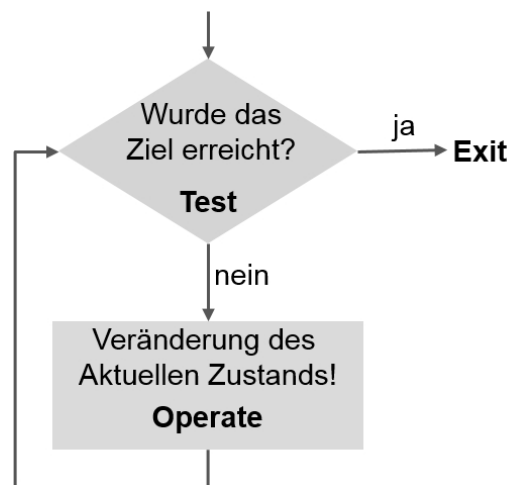 Wurde das
Ziel erreicht?
Test
ja
Exit
nein
Veränderung des
Aktuellen Zustands!
Operate